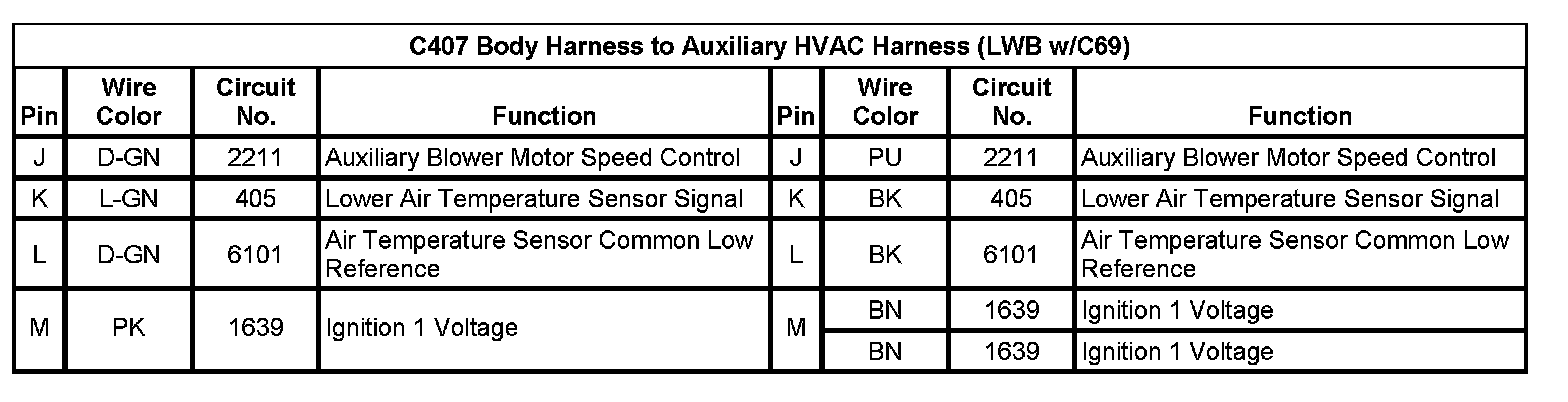 C407 Body Harness to Auxiliary HVAC Harness (LWB w/C69)
Pin Wire Color Circuit No. Function Pin Wire Color Circuit No. Function
J D-GN 2211 Auxiliary Blower Motor Speed Control J PU 2211 Auxiliary Blower Motor Speed Control
K L-GN 405 Lower Air Temperature Sensor Signal K BK 405 Lower Air Temperature Sensor Signal
L D-GN 6101 Air Temperature Sensor Common Low Reference L BK 6101 Air Temperature Sensor Common Low Reference
M PK 1639 Ignition 1 Voltage M BN 1639 Ignition 1 Voltage
BN 1639 Ignition 1 Voltage